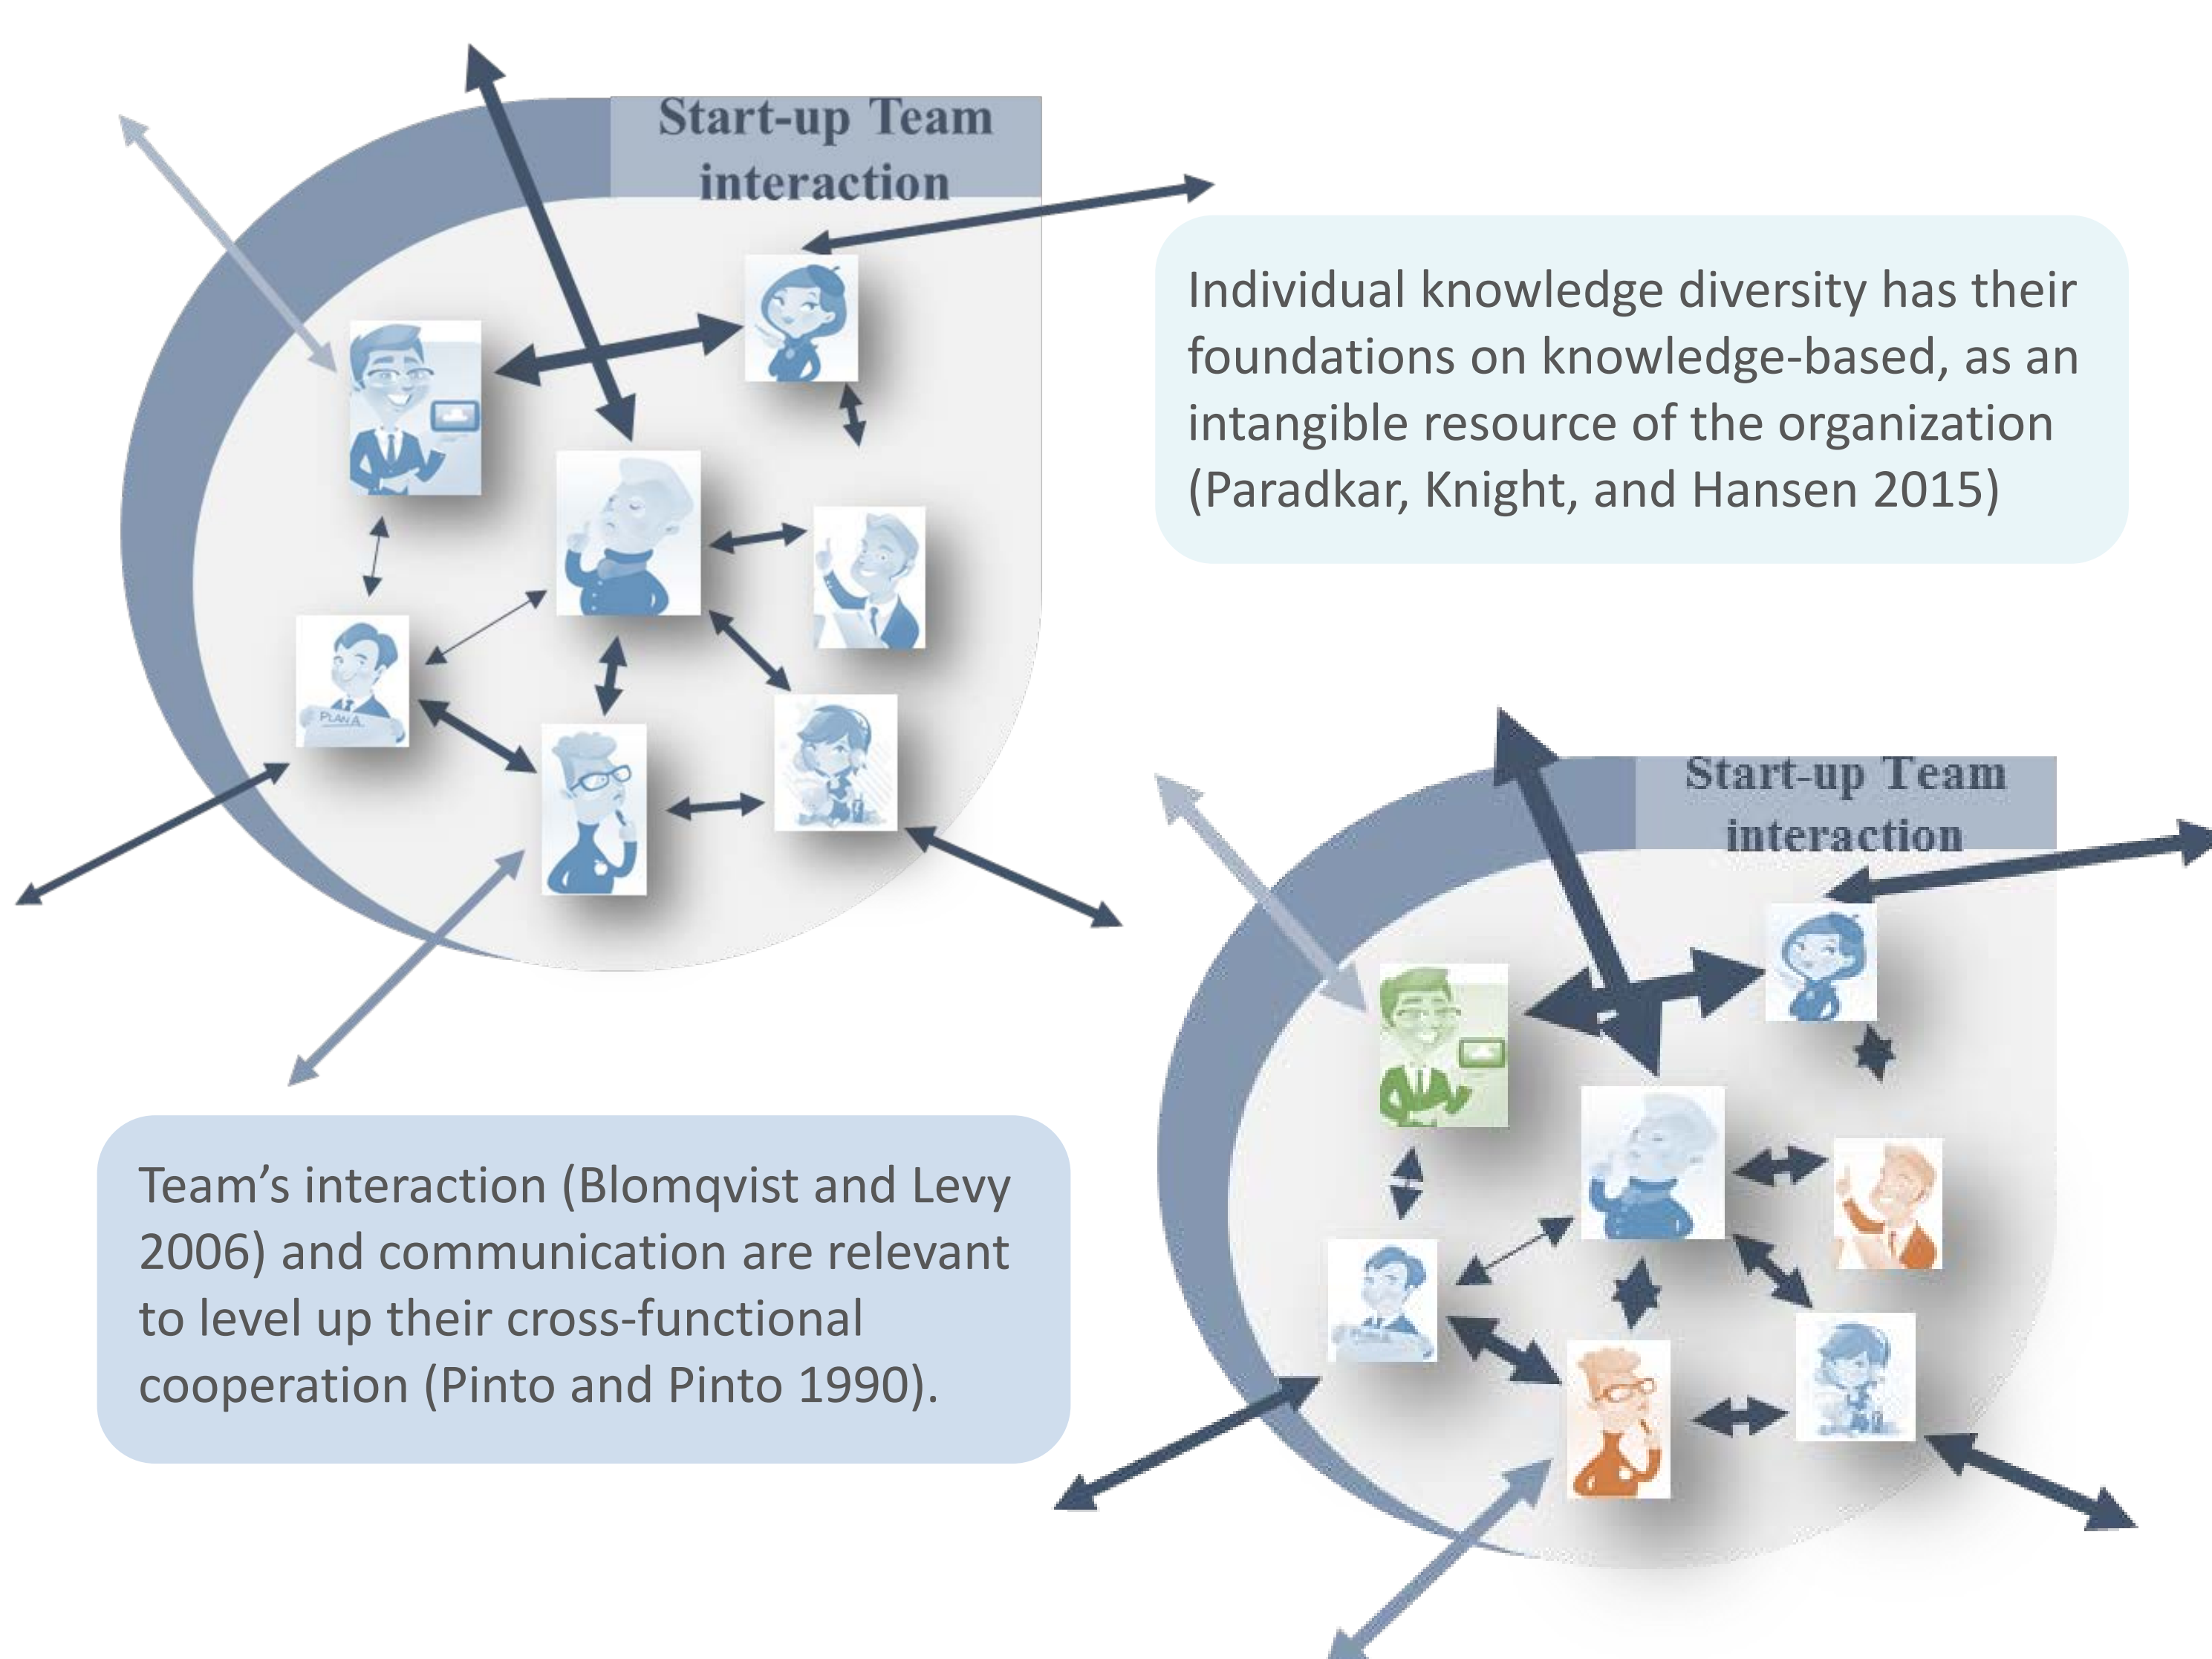 Start-up Team
interaction
Individual knowledge diversity has their
foundations on knowledge-based, as an
intangible resource of the organization
(Paradkar, Knight, and Hansen 2015)
PLAN A
Start-up Team
interaction
Team’s interaction (Blomqvist and Levy
2006) and communication are relevant
to level up their cross-functional
cooperation (Pinto and Pinto 1990).